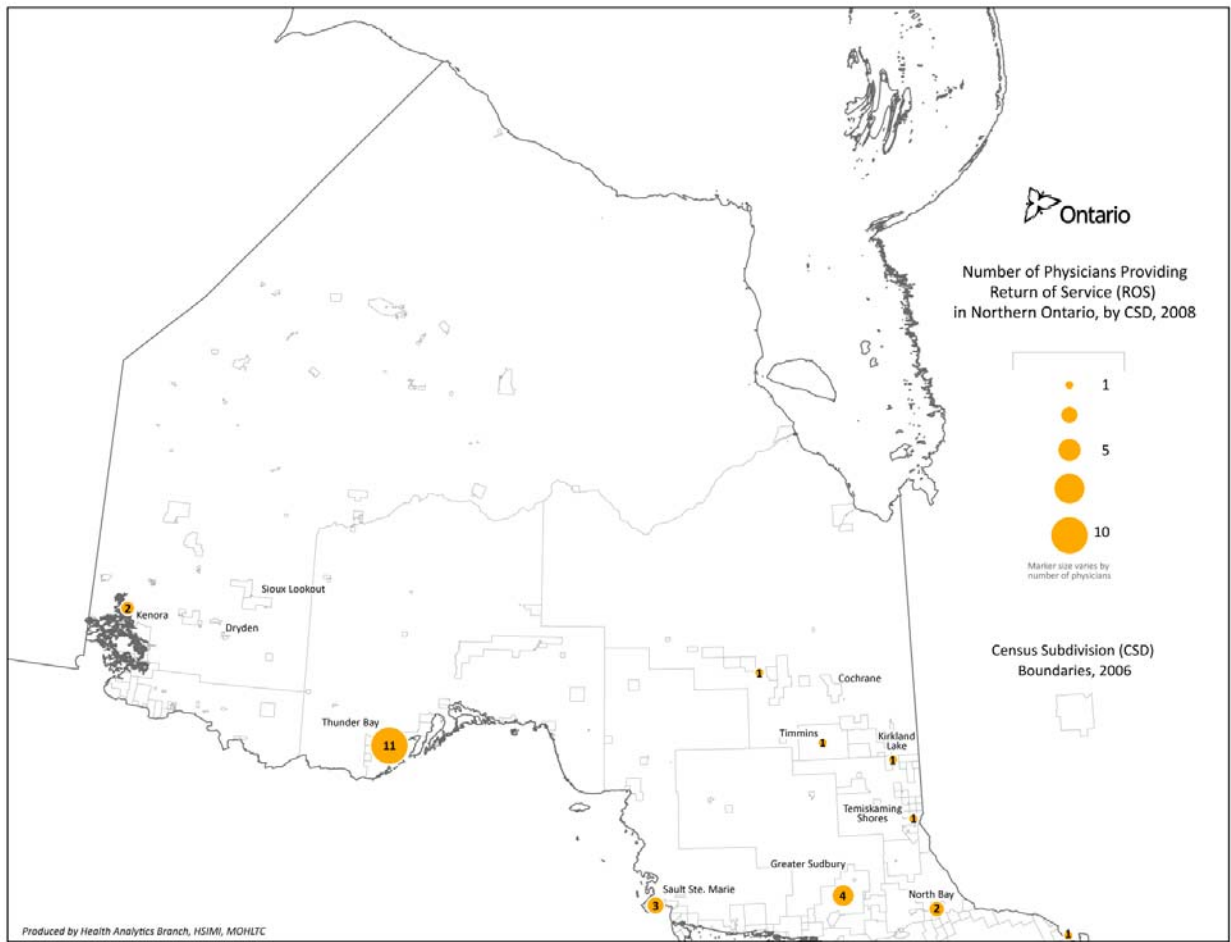 Ontario
Number of Physicians Providing
Return of Service (ROS)
in Northern Ontario, by CSD, 2008
1
5
10
Marker size varies by
number of physicians
Census Subdivision (CSD)
Boundaries, 2006
Sioux Lookout
2
Kenora
Dryden
1
Cochrane
Thunder Bay
11
Timmins
1
Kirkland
Lake
1
Temiskaming
Shores
1
Greater Sudbury
4
Sault Ste. Marie
3
North Bay
2
1
Produced by Health Analytics Branch, HSIMI, MOHLTC